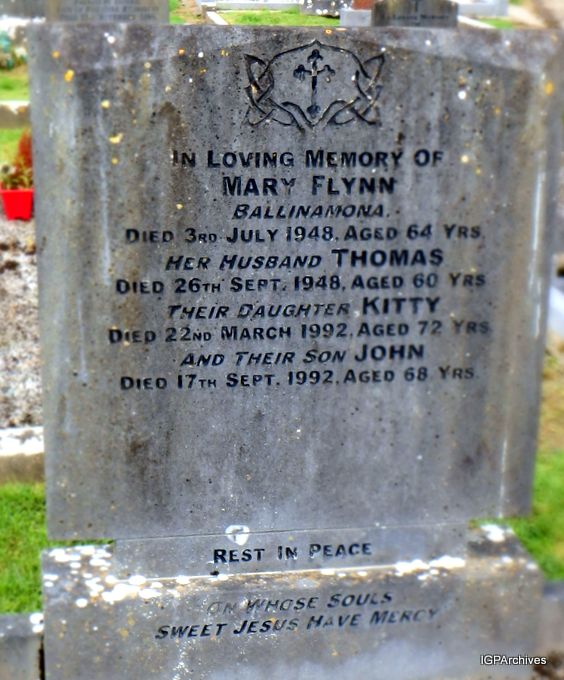 In Loving Memory Of
Mary Flynn
Ballinamona.
Died 3rd July 1948, Aged 64 Yrs.
Her Husband Thomas
Died 26th Sept. 1948, Aged 60 Yrs
Their Daughter Kitty
Died 22nd March 1992, Aged 72 Yrs.
and Their Son John
Died 17th Sept. 1992, Aged 68 Yrs.
Rest In Peace
On Whose Souls
Sweet Jesus Have Mercy
IGPArchives